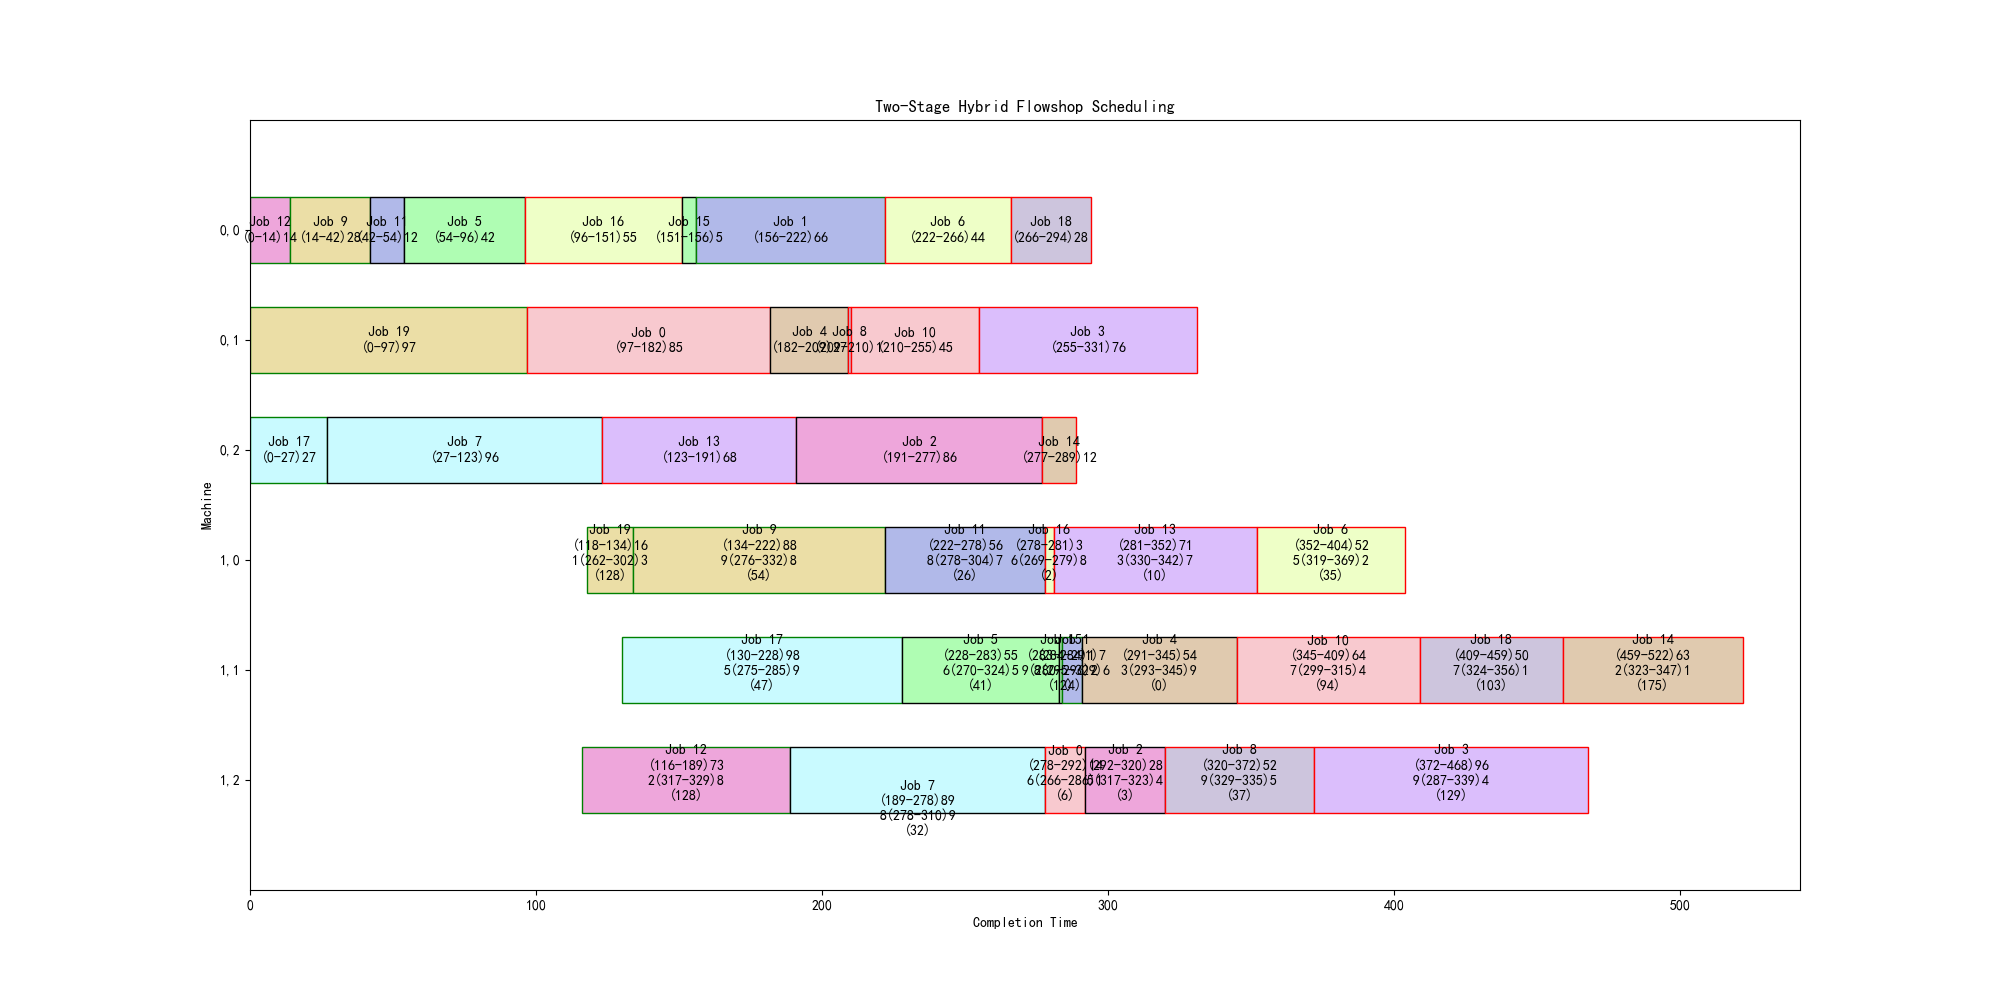 Two-Stage Hybrid Flowshop Scheduling
Machine
0,0
Job 12
(0-14)14
Job 9
(14-42)28
Job 11
(42-54)12
Job 5
(54-96)42
Job 16
(96-151)55
Job 15
(151-156)5
Job 1
(156-222)66
Job 6
(222-266)44
Job 18
(266-294)28
0,1
Job 19
(0-97)97
Job 0
(97-182)85
Job 4
(182-209)27
Job 8
(209-210)1
Job 10
(210-255)45
Job 3
(255-331)76
0,2
Job 17
(0-27)27
Job 7
(27-123)96
Job 13
(123-191)68
Job 2
(191-277)86
Job 14
(277-289)12
1,0
Job 19
(118-134)16
1(262-302)3
(128)
Job 9
(134-222)88
9(276-332)8
(54)
Job 11
(222-278)56
8(278-304)7
(26)
Job 16
(278-281)3
6(269-279)8
(2)
Job 13
(281-352)71
3(330-342)7
(10)
Job 6
(352-404)52
5(319-369)2
(35)
1,1
Job 17
(130-228)98
5(275-285)9
(47)
Job 5
(228-283)55
6(270-324)5
(41)
Job 15
(283-284)1
Job 1
(284-291)7
Job 4
(291-345)54
3(293-345)9
(0)
Job 10
(345-409)64
7(299-315)4
(94)
Job 18
(409-459)50
7(324-356)1
(103)
Job 14
(459-522)63
2(323-347)1
(175)
1,2
Job 12
(116-189)73
2(317-329)8
(128)
Job 7
(189-278)89
8(278-310)9
(32)
Job 0
(278-292)14
6(266-286)1
(6)
Job 2
(292-320)28
5(317-323)4
(3)
Job 8
(320-372)52
9(329-335)5
(37)
Job 3
(372-468)96
9(287-339)4
(129)
0
100
200
300
400
500
Completion Time